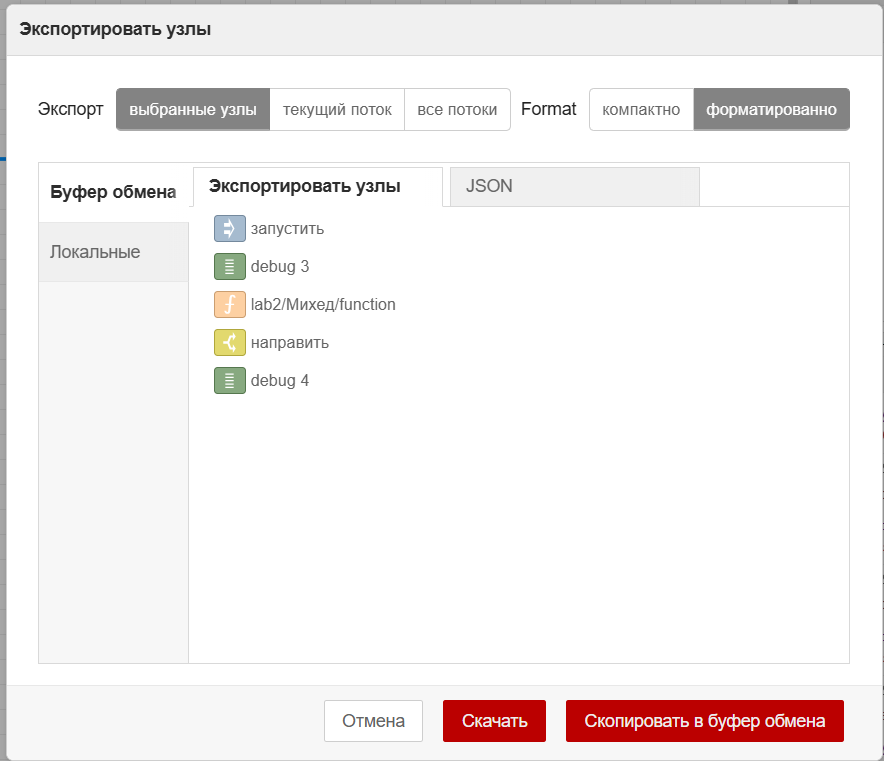 Экспортировать узлы
Экспорт выбранные узлы текущий поток все потоки Format компактно форматированно
Буфер обмена Экспортировать узлы JSON
запустить
Локальные
debug 3
lab2/Михед/function
направить
debug 4
Отмена Скачать Скопировать в буфер обмена